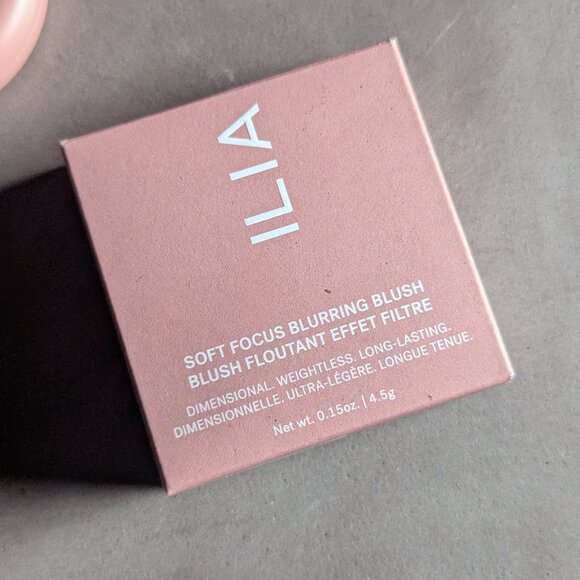 ILIA
SOFT FOCUS BLURRING BLUSH
BLUSH FLOUTANT EFFET FILTRE
DIMENSIONAL. WEIGHTLESS. LONG-LASTING.
DIMENSIONNELLE. ULTRA-LÉGÈRE. LONGUE TENUE.
Net wt. 0.15oz. | 4.5g